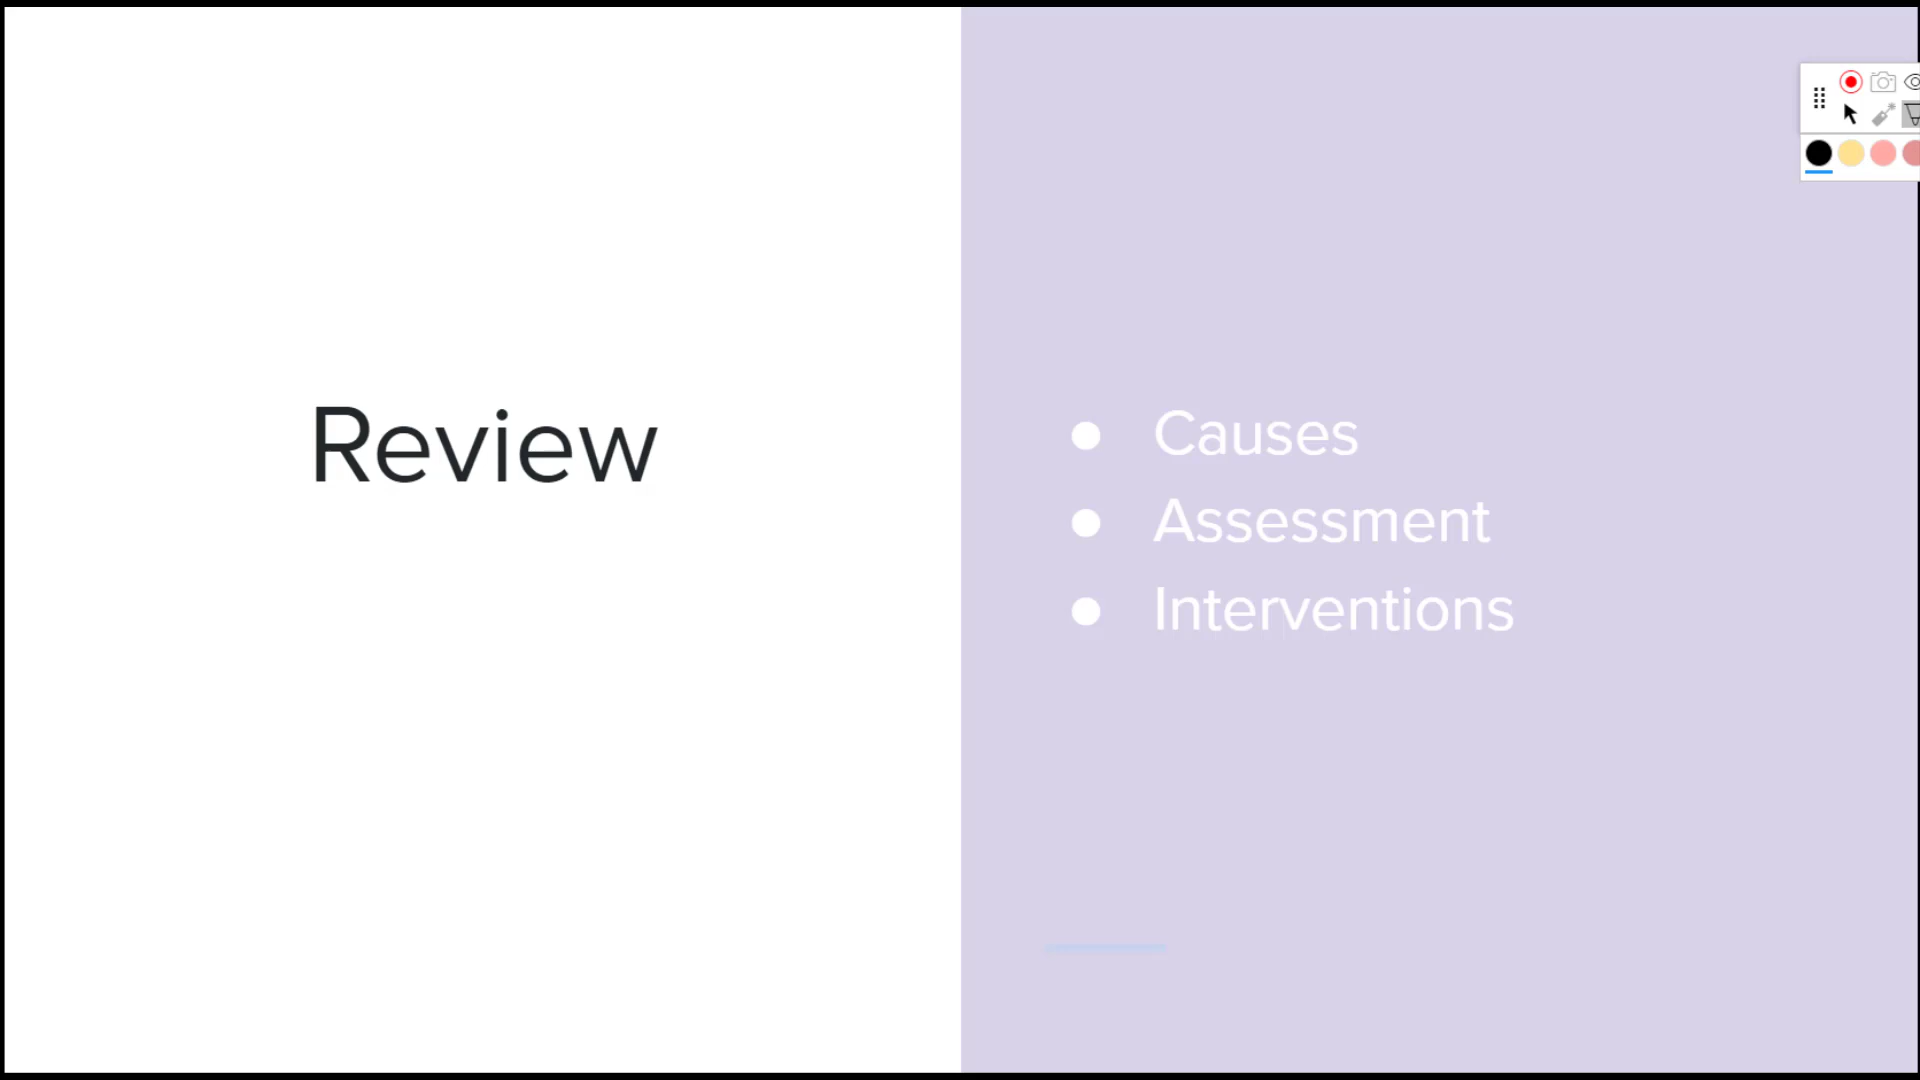 Review
● Causes
● Assessment
● Interventions